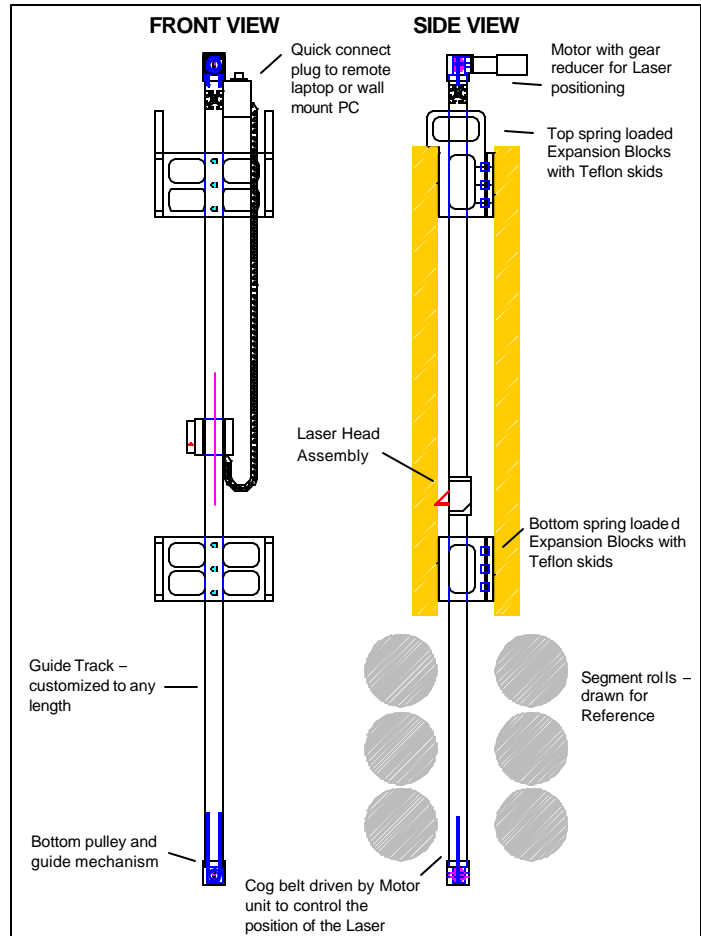 FRONT VIEW
SIDE VIEW
Quick connect
plug to remote
laptop or wall
mount PC
Motor with gear
reducer for Laser
positioning
Top spring loaded
Expansion Blocks
with Teflon skids
Laser Head
Assembly
Bottom spring loaded
Expansion Blocks with
Teflon skids
Guide Track –
customized to any
length
Segment rolls –
drawn for
Reference
Bottom pulley and
guide mechanism
Cog belt driven by Motor
unit to control the
position of the Laser